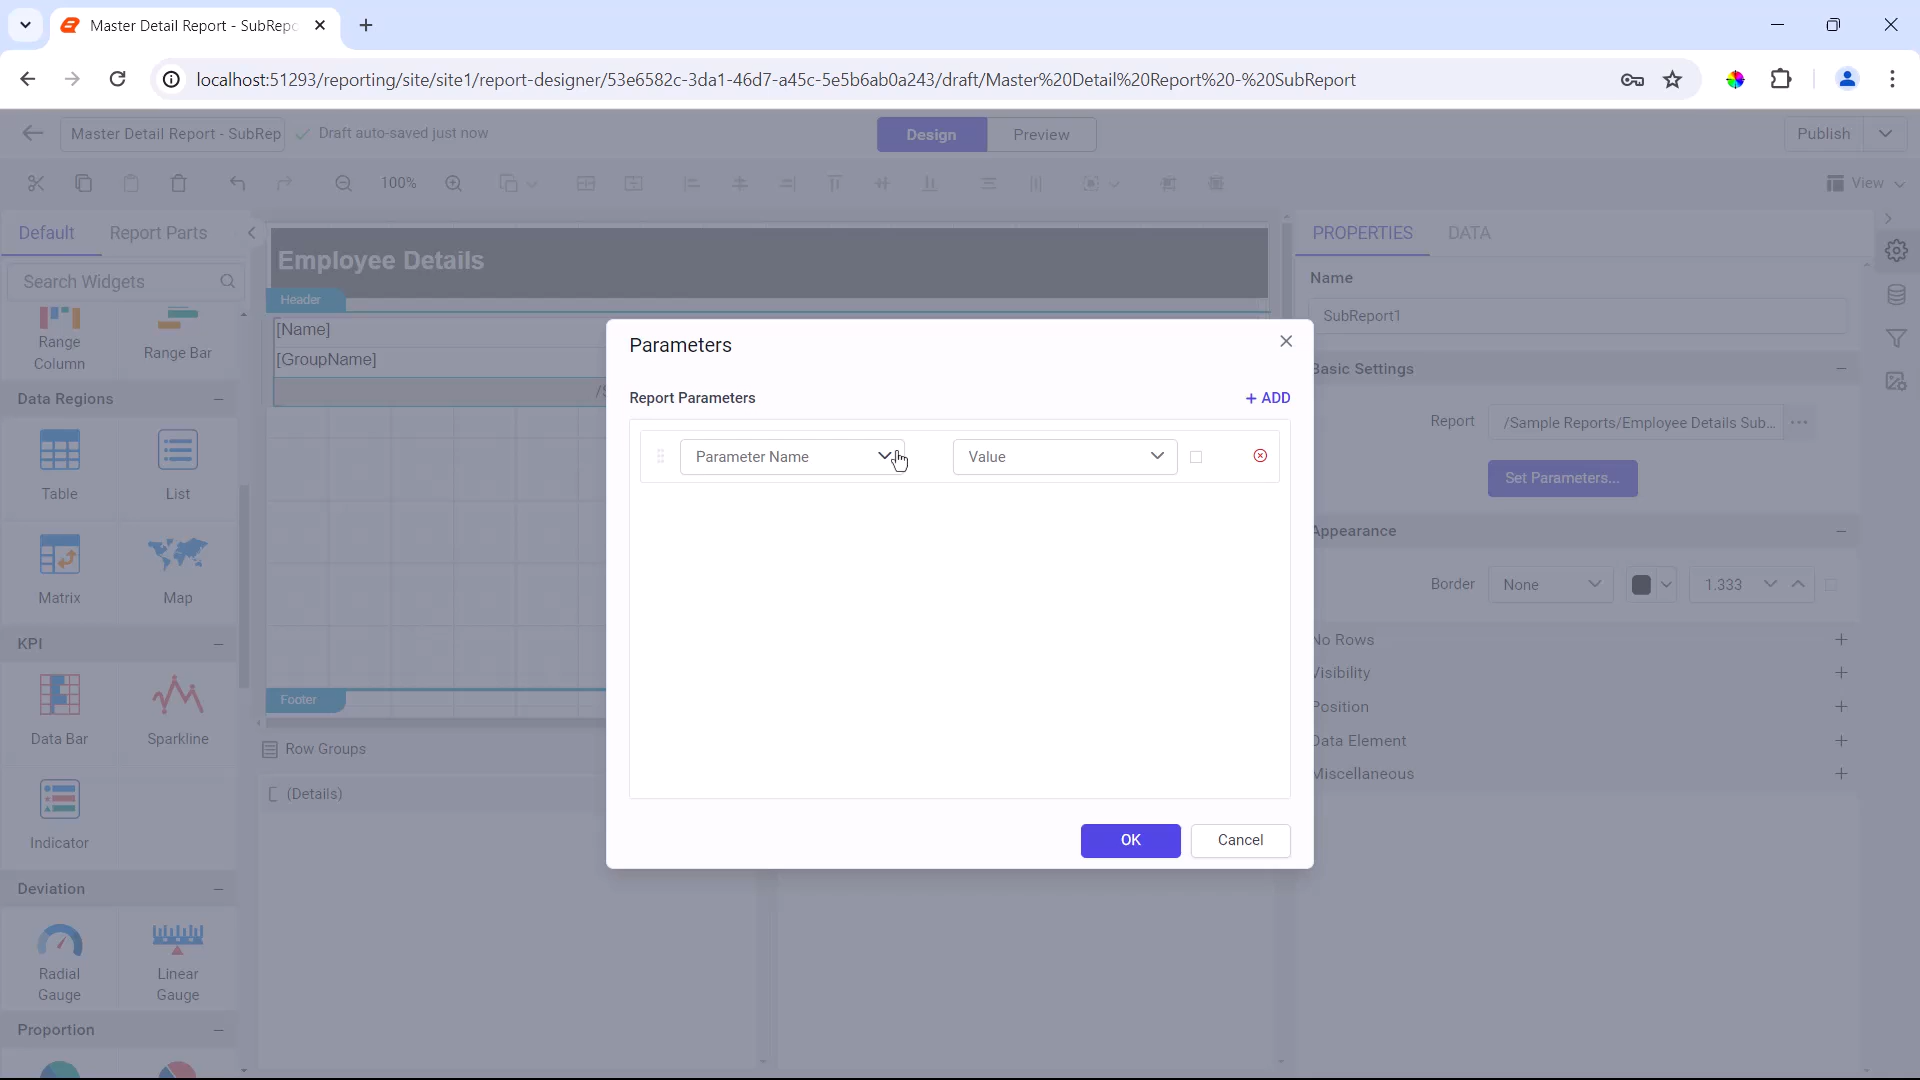 Master Detail Report - SubRepo
localhost:51293/reporting/site/site1/report-designer/53e6582c-3da1-46d7-a45c-5e5b6ab0a243/draft/Master%20Detail%20Report%20-%20SubReport
Master Detail Report - SubRep
Draft auto-saved just now
Design
Preview
Publish
100%
View
Default
Report Parts
Search Widgets
Range
Column
Range Bar
Data Regions
Table
List
Matrix
Map
KPI
Data Bar
Sparkline
Indicator
Deviation
Radial
Gauge
Linear
Gauge
Proportion
Employee Details
Header
[Name]
[GroupName]
/S
Footer
Row Groups
(Details)
Parameters
Report Parameters
+ ADD
Parameter Name
Value
OK
Cancel
PROPERTIES
DATA
Name
SubReport1
Basic Settings
Report
/Sample Reports/Employee Details Sub...
Set Parameters...
Appearance
Border
None
1.333
No Rows
Visibility
Position
Data Element
Miscellaneous